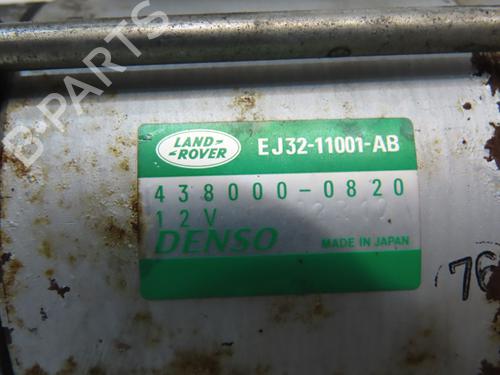 LAND-
-ROVER
EJ32-11001-AB
438000-0820
12V
DENSO
MADE IN JAPAN
76
B-Parts